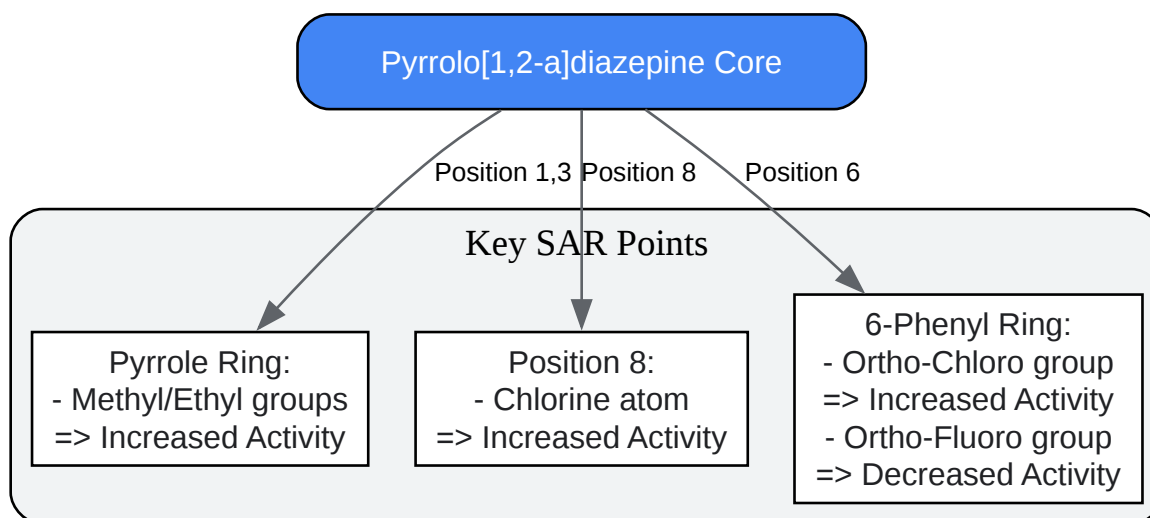 Pyrrolo[1,2-a]diazepine Core
Position 1,3
Position 8
Position 6
Key SAR Points
Pyrrole Ring:
- Methyl/Ethyl groups
=> Increased Activity
Position 8:
- Chlorine atom
=> Increased Activity
6-Phenyl Ring:
- Ortho-Chloro group
=> Increased Activity
- Ortho-Fluoro group
=> Decreased Activity